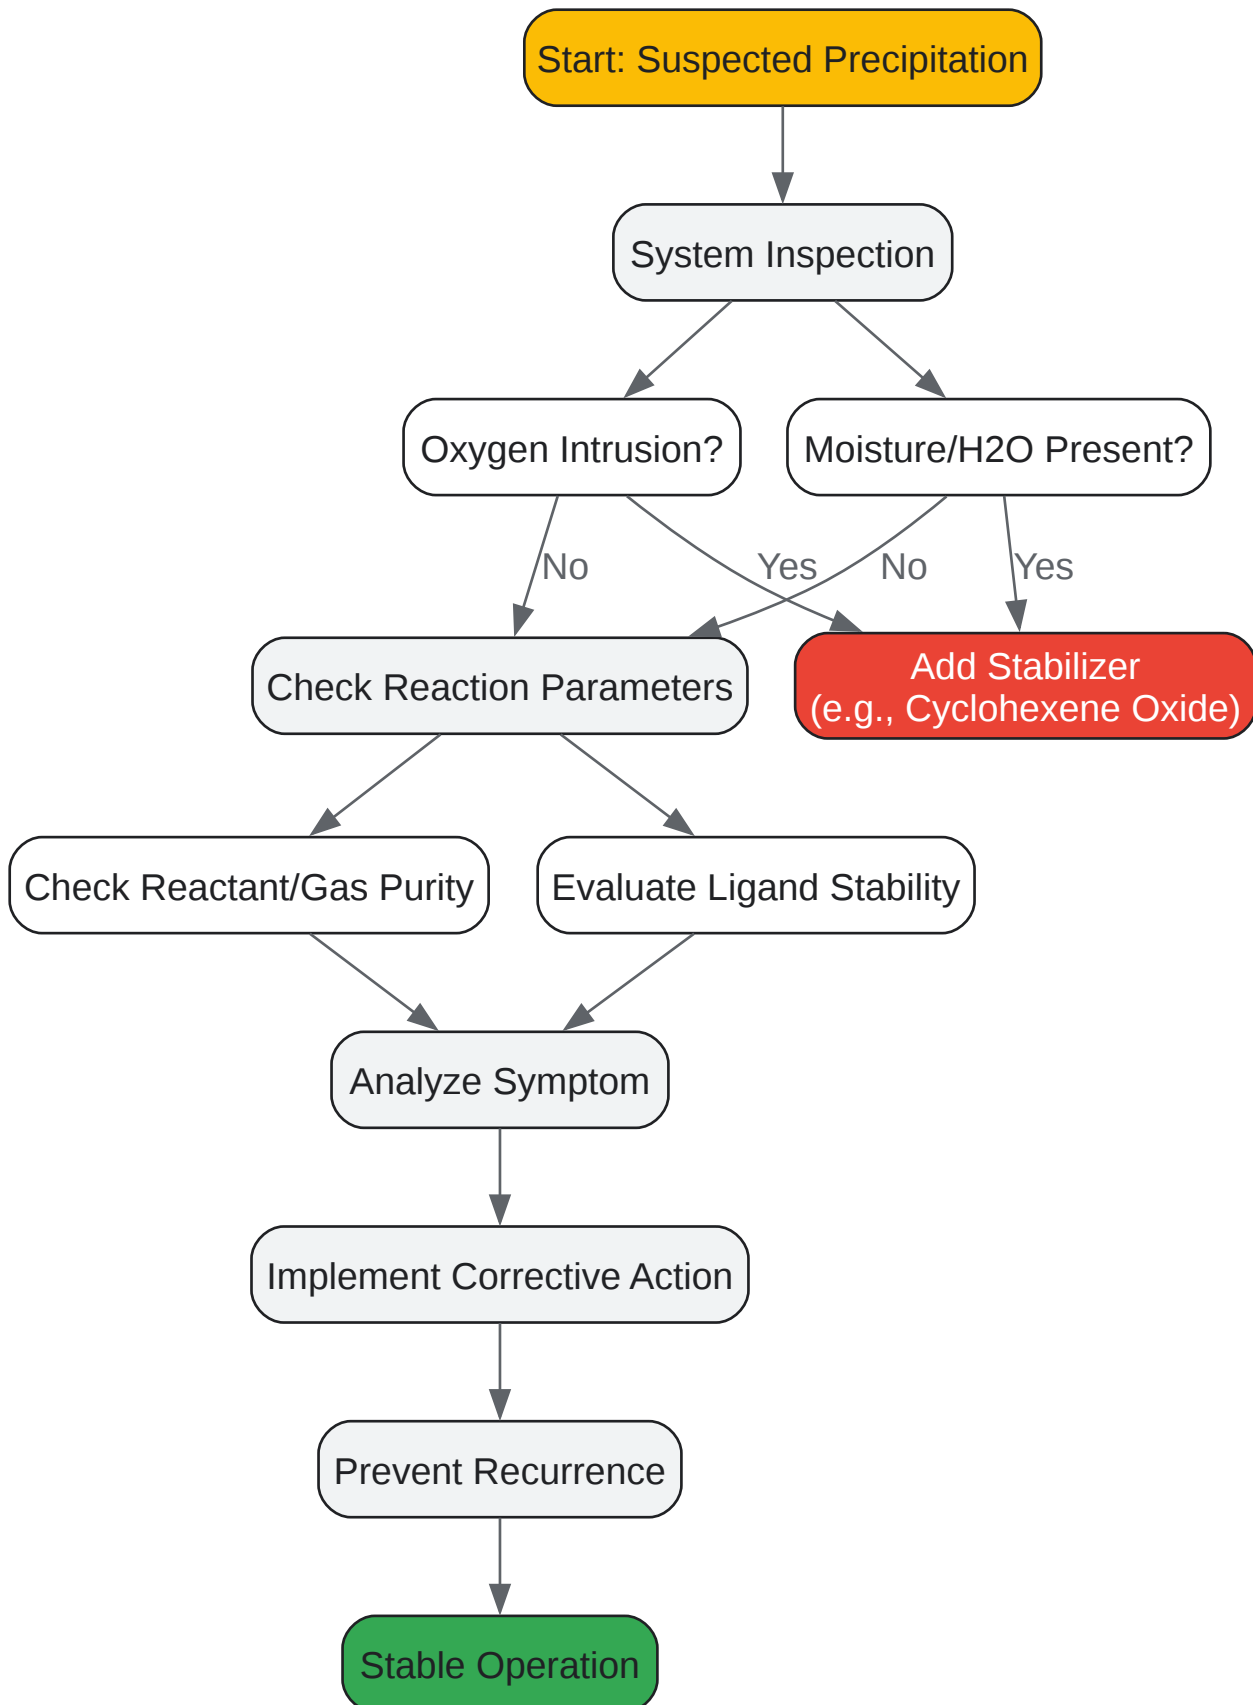 Start: Suspected Precipitation
System Inspection
Oxygen Intrusion?
Moisture/H2O Present?
No
Yes
No
Yes
Check Reaction Parameters
Add Stabilizer
(e.g., Cyclohexene Oxide)
Check Reactant/Gas Purity
Evaluate Ligand Stability
Analyze Symptom
Implement Corrective Action
Prevent Recurrence
Stable Operation